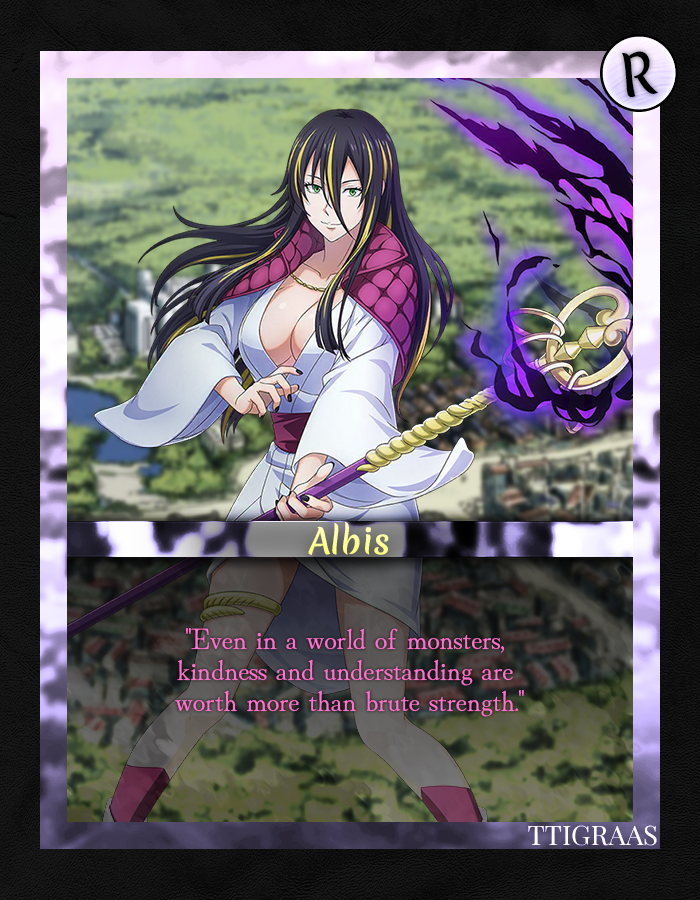 R
Albis
"Even in a world of monsters,
kindness and understanding are
worth more than brute strength."
TTIGRAAS